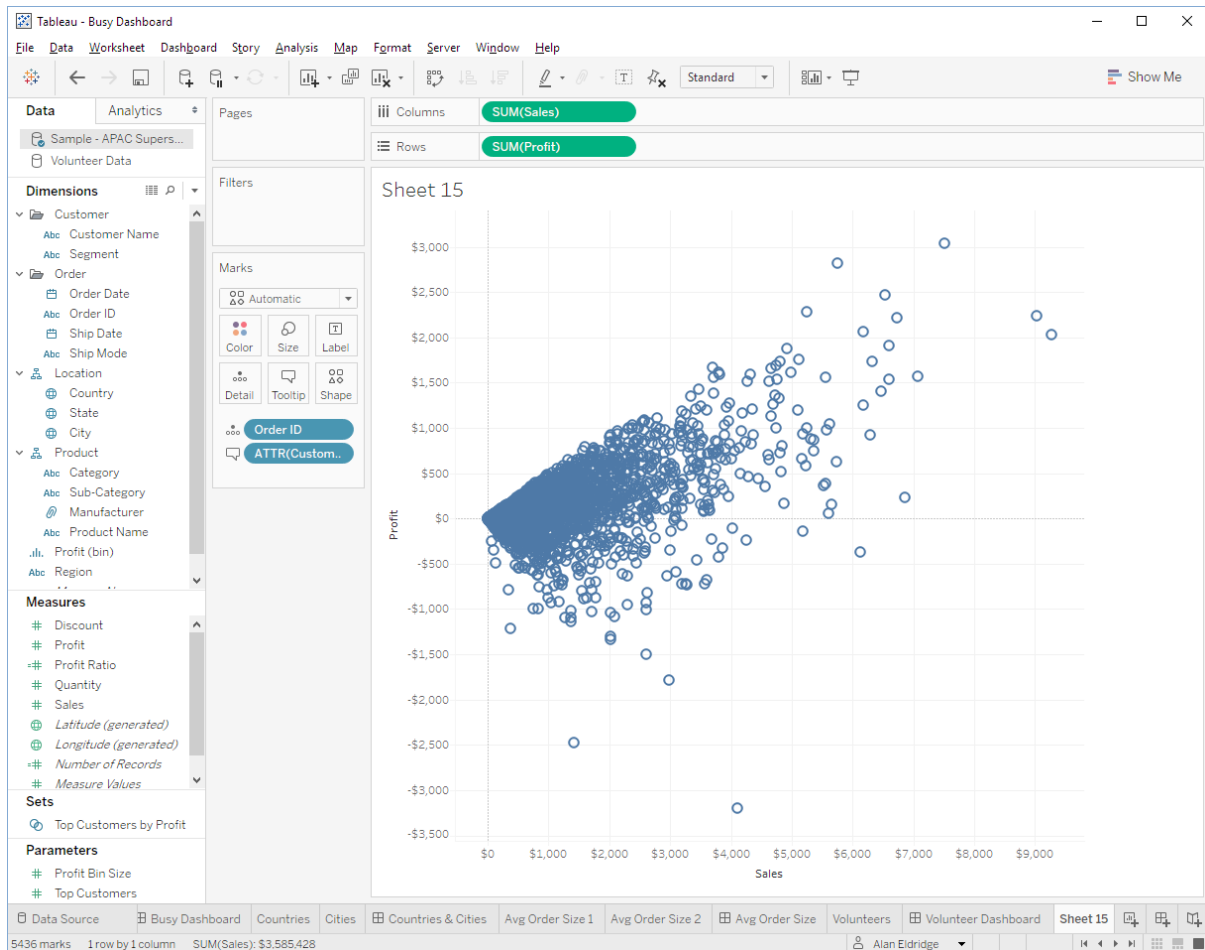 Tableau - Busy Dashboard
File Data Worksheet Dashboard Story Analysis Map Format Server Window Help
Standard
Show Me
Data Analytics
Sample - APAC Supers...
Volunteer Data
Dimensions
Customer
Abc Customer Name
Abc Segment
Order
Order Date
Abc Order ID
Ship Date
Abc Ship Mode
Location
Country
State
City
Product
Abc Category
Abc Sub-Category
Manufacturer
Abc Product Name
Profit (bin)
Abc Region
Measures
# Discount
# Profit
=# Profit Ratio
# Quantity
# Sales
Latitude (generated)
Longitude (generated)
=# Number of Records
# Measure Values
Sets
Top Customers by Profit
Parameters
# Profit Bin Size
# Top Customers
Pages
Filters
Marks
Automatic
Color Size Label
Detail Tooltip Shape
Order ID
ATTR(Custom..
Columns SUM(Sales)
Rows SUM(Profit)
Sheet 15
$3,000
$2,500
$2,000
$1,500
$1,000
$500
$0
-$500
-$1,000
-$1,500
-$2,000
-$2,500
-$3,000
-$3,500
Profit
$0 $1,000 $2,000 $3,000 $4,000 $5,000 $6,000 $7,000 $8,000 $9,000
Sales
Data Source Busy Dashboard Countries Cities Countries & Cities Avg Order Size 1 Avg Order Size 2 Avg Order Size Volunteers Volunteer Dashboard Sheet 15
5436 marks 1 row by 1 column SUM(Sales): $3,585,428 Alan Eldridge